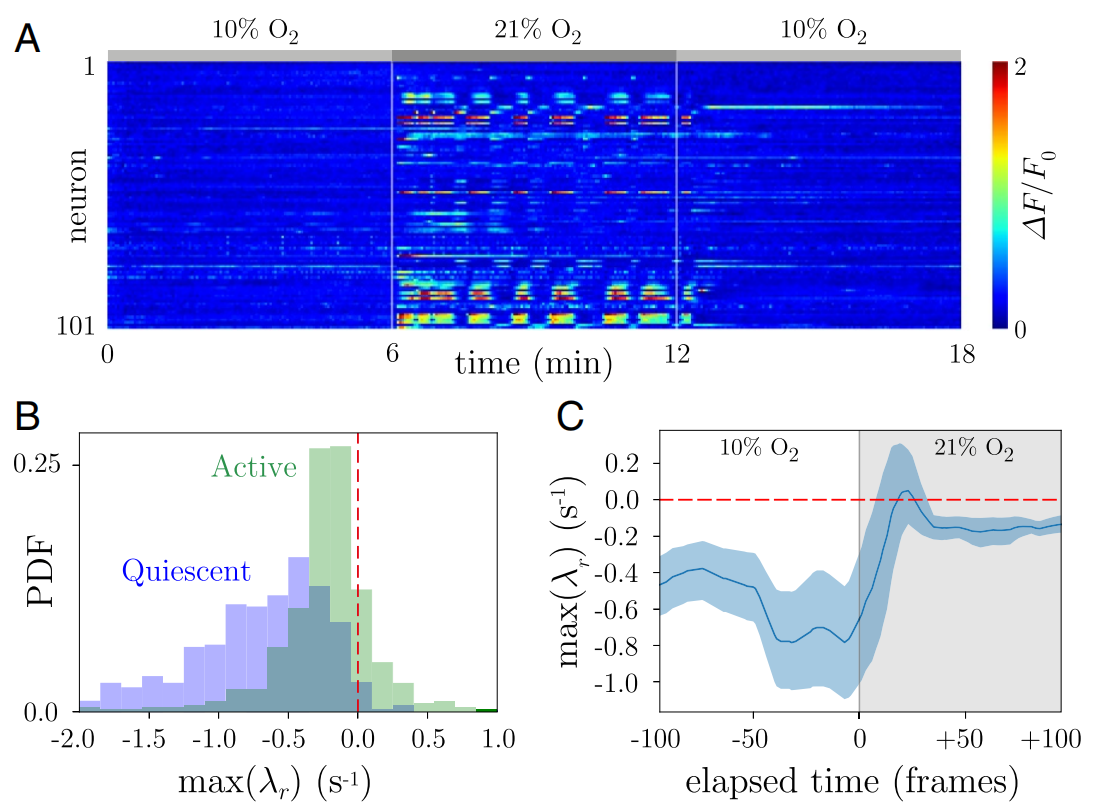 A
10% O2 21% O2 10% O2
1
neuron
101
0 6 12 18
time (min)
2
ΔF/F0
0
B
0.25
PDF
0.0
Active
Quiescent
-2.0 -1.5 -1.0 -0.5 0.0 0.5 1.0
max(λr) (s-1)
C
10% O2 21% O2
0.2
0.0
-0.2
-0.4
-0.6
-0.8
-1.0
max(λr) (s-1)
-100 -50 0 +50 +100
elapsed time (frames)